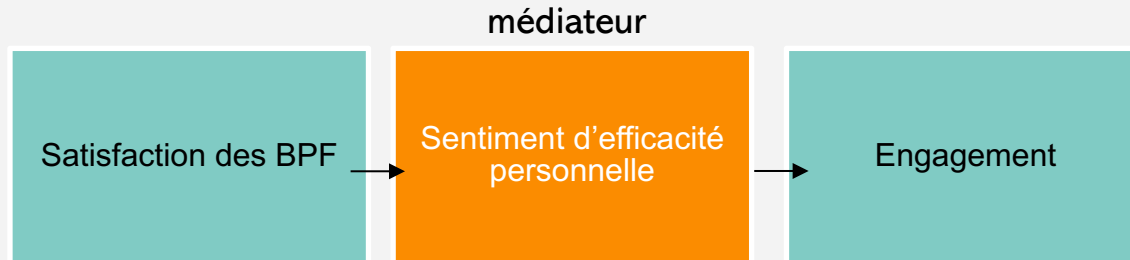 médiateur
Satisfaction des BPF
Sentiment d’efficacité
personnelle
Engagement